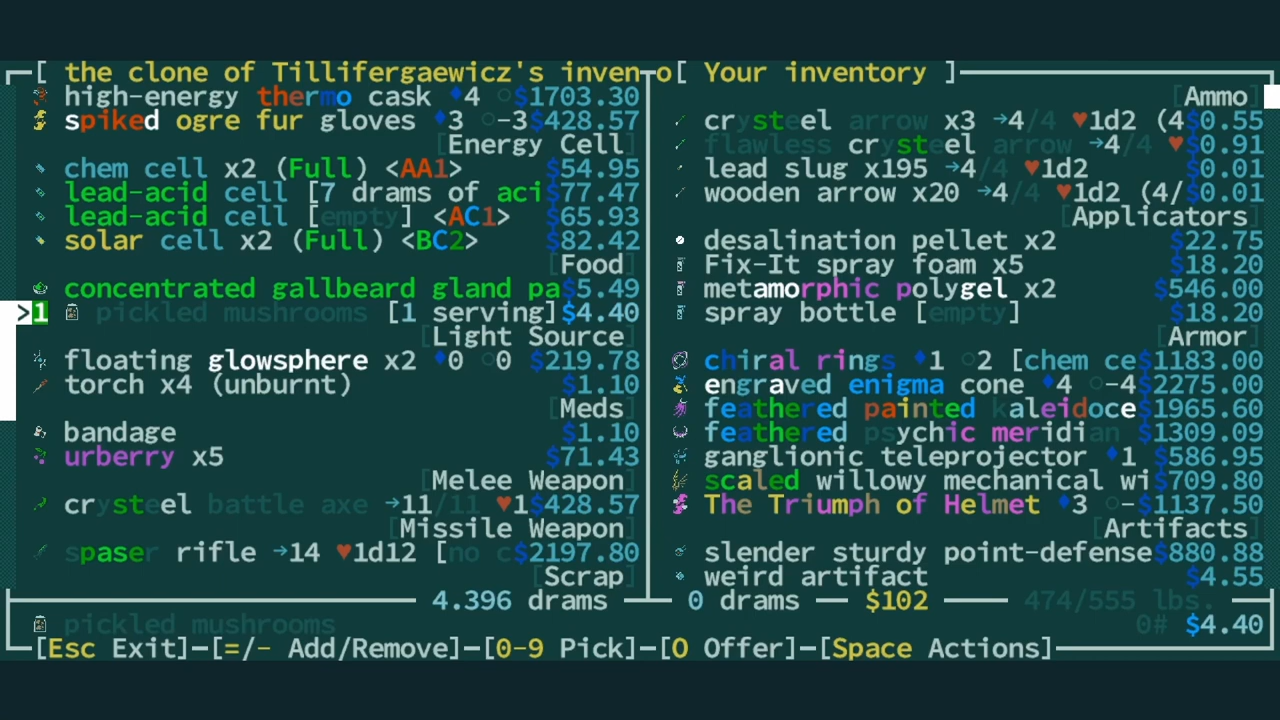 [ the clone of Tillifergaewicz's inven
high-energy thermo cask ♦4 ○$1703.30
spiked ogre fur gloves ♦3 ○-3$428.57
[Energy Cell]
chem cell x2 (Full) <AA1> $54.95
lead-acid cell [7 drams of aci$77.47
lead-acid cell [empty] <AC1> $65.93
solar cell x2 (Full) <BC2> $82.42
[Food]
concentrated gallbeard gland pa$5.49
>1 pickled mushrooms [1 serving]$4.40
[Light Source]
floating glowsphere x2 ♦0 ○0 $219.78
torch x4 (unburnt) $1.10
[Meds]
bandage $1.10
urberry x5 $71.43
[Melee Weapon]
crysteel battle axe →11/11 ♥1$428.57
[Missile Weapon]
spaser rifle →14 ♥1d12 [no c$2197.80
[Scrap]
o[ Your inventory ]
[Ammo]
crysteel arrow x3 →4/4 ♥1d2 (4$0.55
flawless crysteel arrow →4/4 ♥$0.91
lead slug x195 →4/4 ♥1d2 $0.01
wooden arrow x20 →4/4 ♥1d2 (4/$0.01
[Applicators]
desalination pellet x2 $22.75
Fix-It spray foam x5 $18.20
metamorphic polygel x2 $546.00
spray bottle [empty] $18.20
[Armor]
chiral rings ♦1 ○2 [chem ce$1183.00
engraved enigma cone ♦4 ○-4$2275.00
feathered painted kaleidoce$1965.60
feathered psychic meridian $1309.09
ganglionic teleprojector ♦1 $586.95
scaled willowy mechanical wi$709.80
The Triumph of Helmet ♦3 ○-$1137.50
[Artifacts]
slender sturdy point-defense$880.88
weird artifact $4.55
4.396 drams 0 drams $102 474/555 lbs.
pickled mushrooms 0# $4.40
[Esc Exit]-[=/- Add/Remove]-[0-9 Pick]-[O Offer]-[Space Actions]